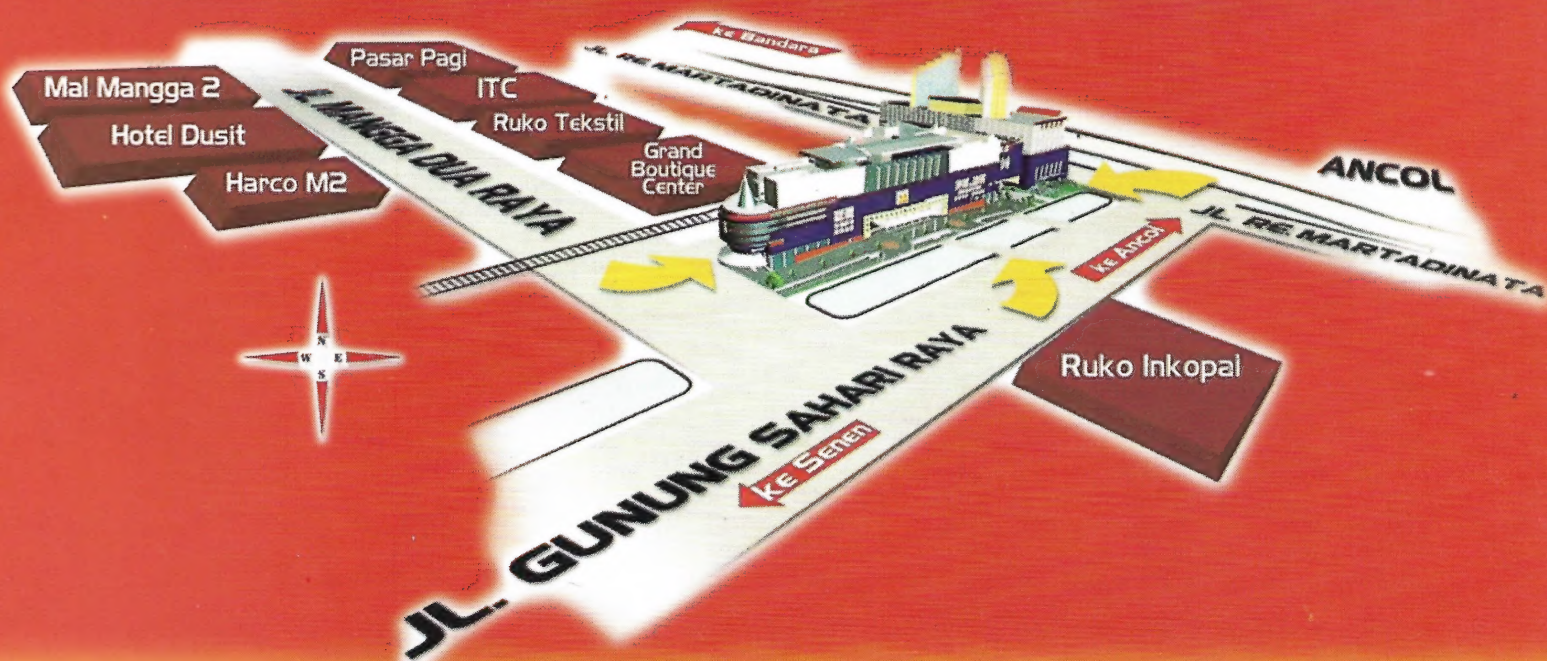 ke Bandara
JL RE MARTADINATA
Pasar Pagi
Mal Mangga 2
ITC
JL MANGGA DUA RAYA
Hotel Dusit
Ruko Tekstil
Grand
Boutique
Center
Harco M2
ANCOL
JL RE MARTADINATA
ke Ancol
N
W E
S
Ruko Inkopal
JL. GUNUNG SAHARI RAYA
ke Senen